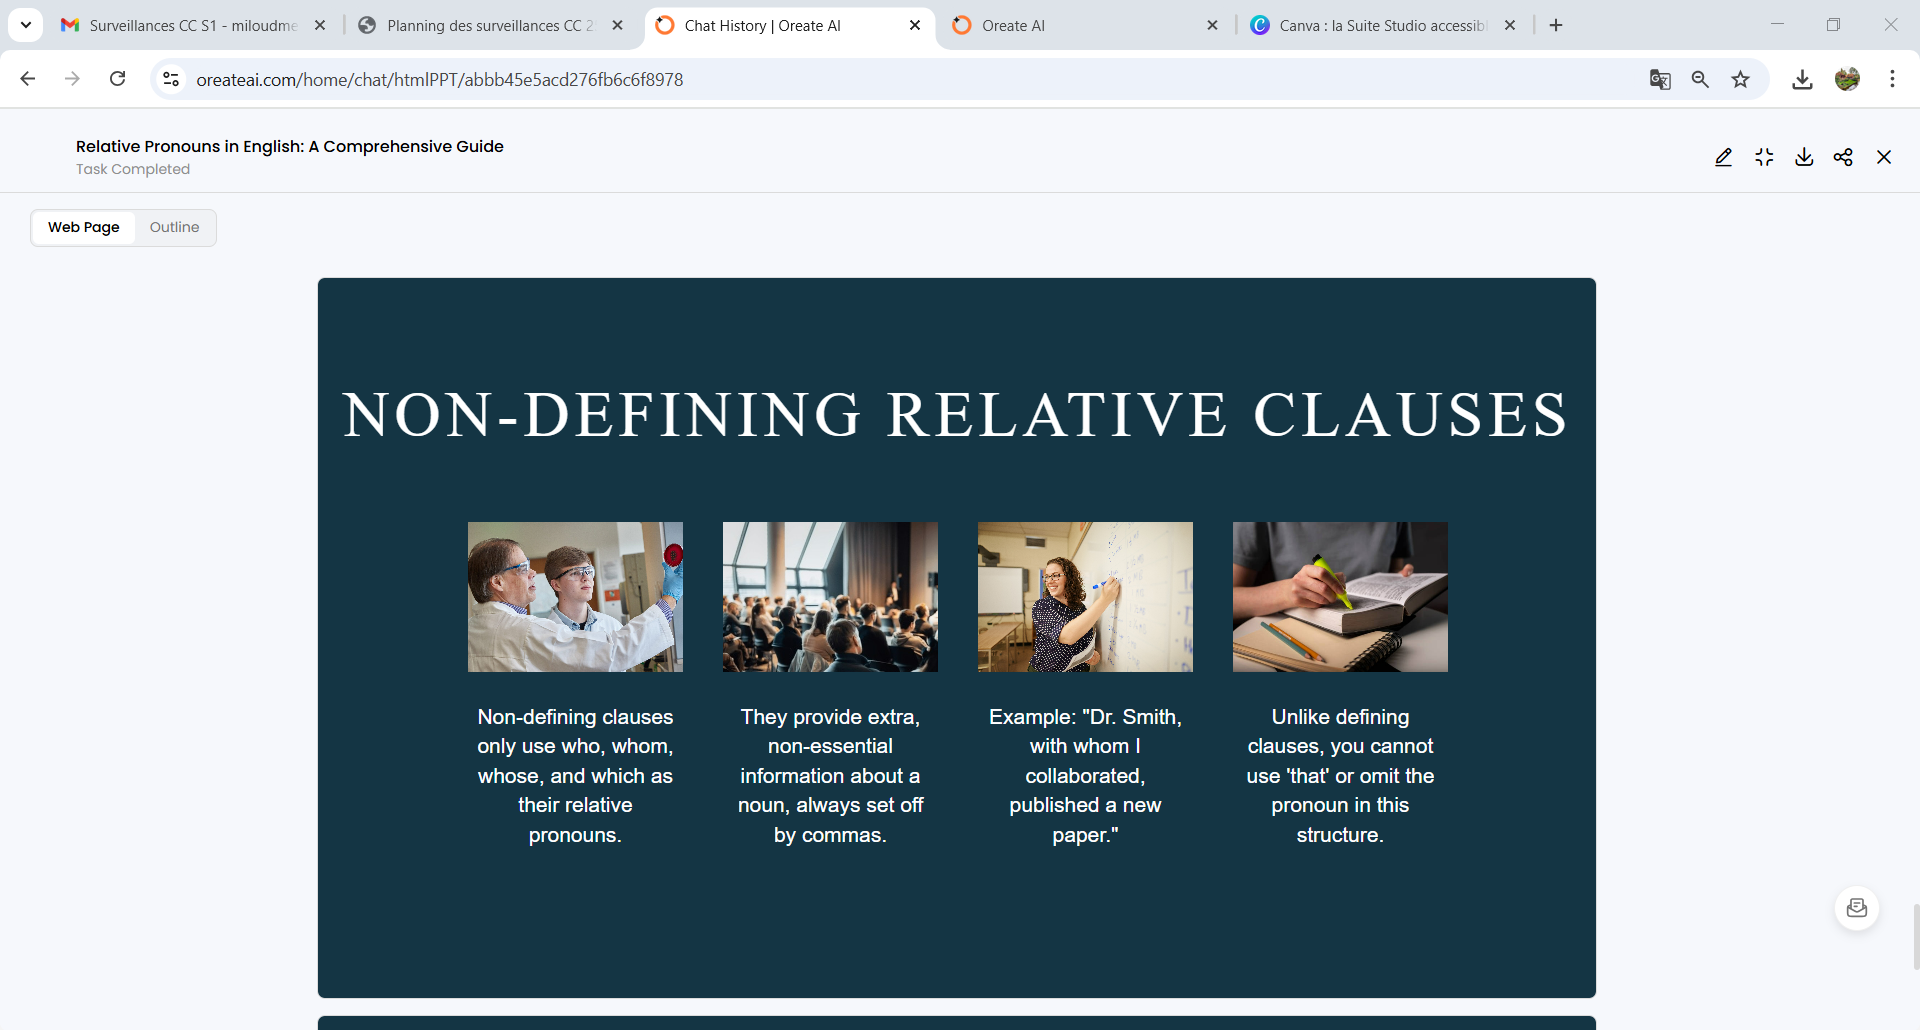 Surveillances CC S1 - miloudme
Planning des surveillances CC 2
Chat History | Oreate AI
Oreate AI
Canva : la Suite Studio accessibl
oreateai.com/home/chat/htmlPPT/abbb45e5acd276fb6c6f8978
Relative Pronouns in English: A Comprehensive Guide
Task Completed
Web Page
Outline
NON-DEFINING RELATIVE CLAUSES
Non-defining clauses
only use who, whom,
whose, and which as
their relative
pronouns.
They provide extra,
non-essential
information about a
noun, always set off
by commas.
Example: "Dr. Smith,
with whom I
collaborated,
published a new
paper."
Unlike defining
clauses, you cannot
use 'that' or omit the
pronoun in this
structure.